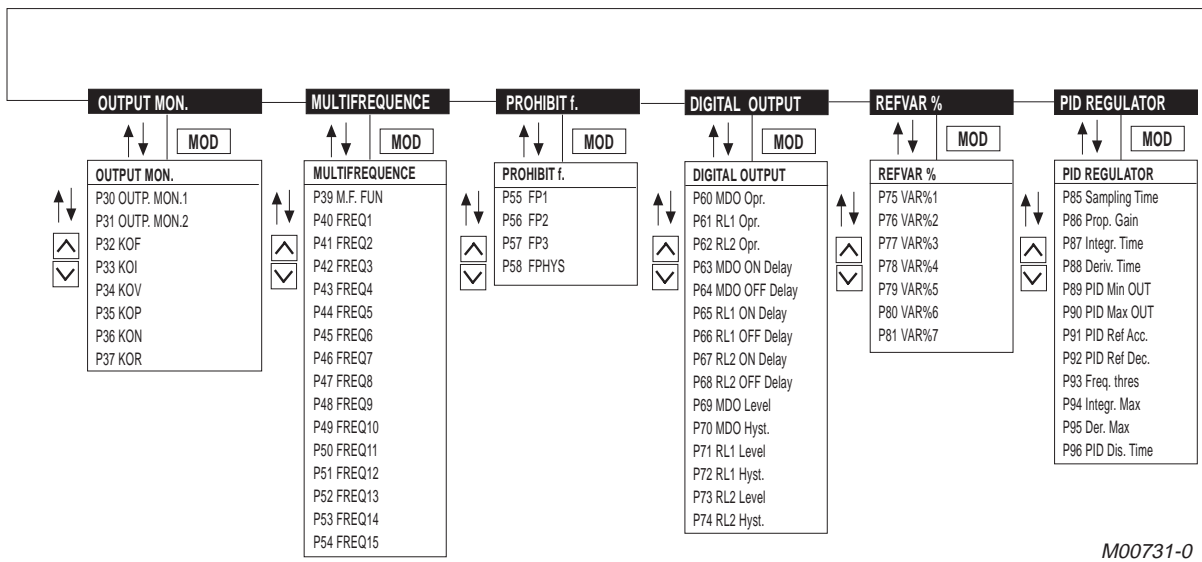 OUTPUT MON.
MOD
OUTPUT MON.
P30 OUTP. MON.1
P31 OUTP. MON.2
P32 KOF
P33 KOI
P34 KOV
P35 KOP
P36 KON
P37 KOR
MULTIFREQUENCE
MOD
MULTIFREQUENCE
P39 M.F. FUN
P40 FREQ1
P41 FREQ2
P42 FREQ3
P43 FREQ4
P44 FREQ5
P45 FREQ6
P46 FREQ7
P47 FREQ8
P48 FREQ9
P49 FREQ10
P50 FREQ11
P51 FREQ12
P52 FREQ13
P53 FREQ14
P54 FREQ15
PROHIBIT f.
MOD
PROHIBIT f.
P55 FP1
P56 FP2
P57 FP3
P58 FPHYS
DIGITAL OUTPUT
MOD
DIGITAL OUTPUT
P60 MDO Opr.
P61 RL1 Opr.
P62 RL2 Opr.
P63 MDO ON Delay
P64 MDO OFF Delay
P65 RL1 ON Delay
P66 RL1 OFF Delay
P67 RL2 ON Delay
P68 RL2 OFF Delay
P69 MDO Level
P70 MDO Hyst.
P71 RL1 Level
P72 RL1 Hyst.
P73 RL2 Level
P74 RL2 Hyst.
REFVAR %
MOD
REFVAR %
P75 VAR%1
P76 VAR%2
P77 VAR%3
P78 VAR%4
P79 VAR%5
P80 VAR%6
P81 VAR%7
PID REGULATOR
MOD
PID REGULATOR
P85 Sampling Time
P86 Prop. Gain
P87 Integr. Time
P88 Deriv. Time
P89 PID Min OUT
P90 PID Max OUT
P91 PID Ref Acc.
P92 PID Ref Dec.
P93 Freq. thres
P94 Integr. Max
P95 Der. Max
P96 PID Dis. Time
M00731-0